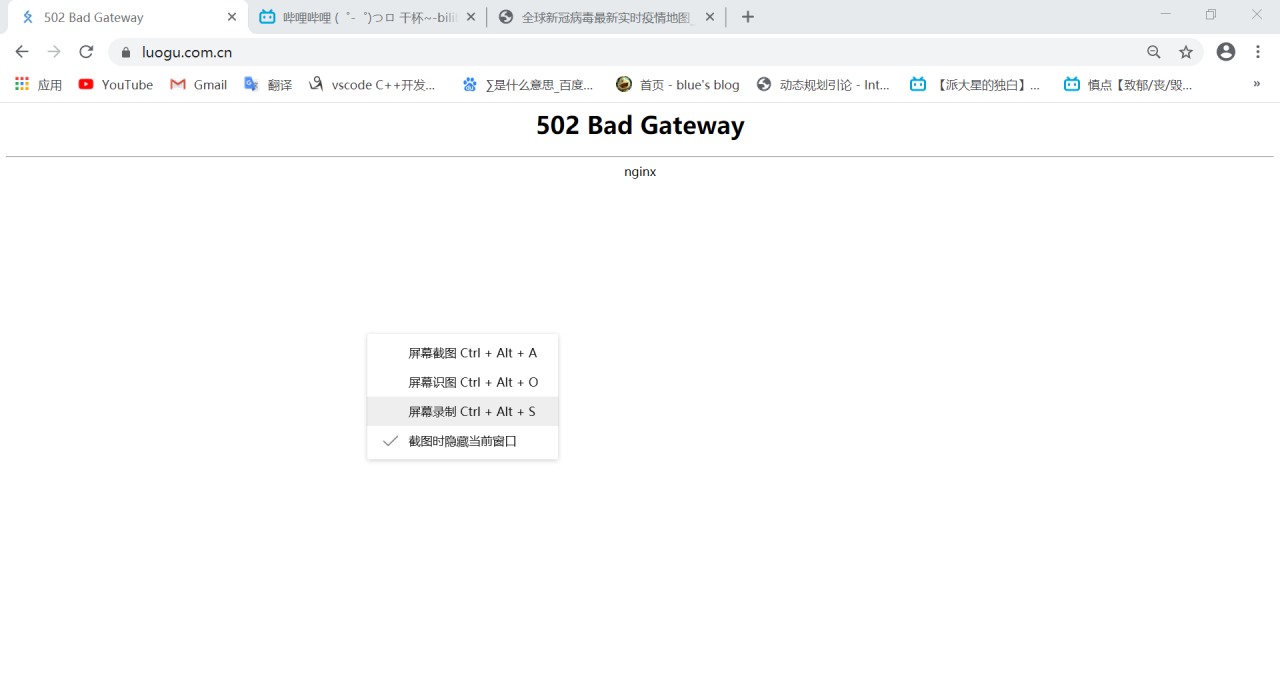 502 Bad Gateway
哔哩哔哩 ( ゜- ゜)つロ 干杯~-bili
全球新冠病毒最新实时疫情地图_
luogu.com.cn
应用
YouTube
Gmail
翻译
vscode C++开发...
∑是什么意思_百度...
首页 - blue's blog
动态规划引论 - Int...
【派大星的独白】...
慎点【致郁/丧/毁...
»
502 Bad Gateway
nginx
屏幕截图 Ctrl + Alt + A
屏幕识图 Ctrl + Alt + O
屏幕录制 Ctrl + Alt + S
截图时隐藏当前窗口